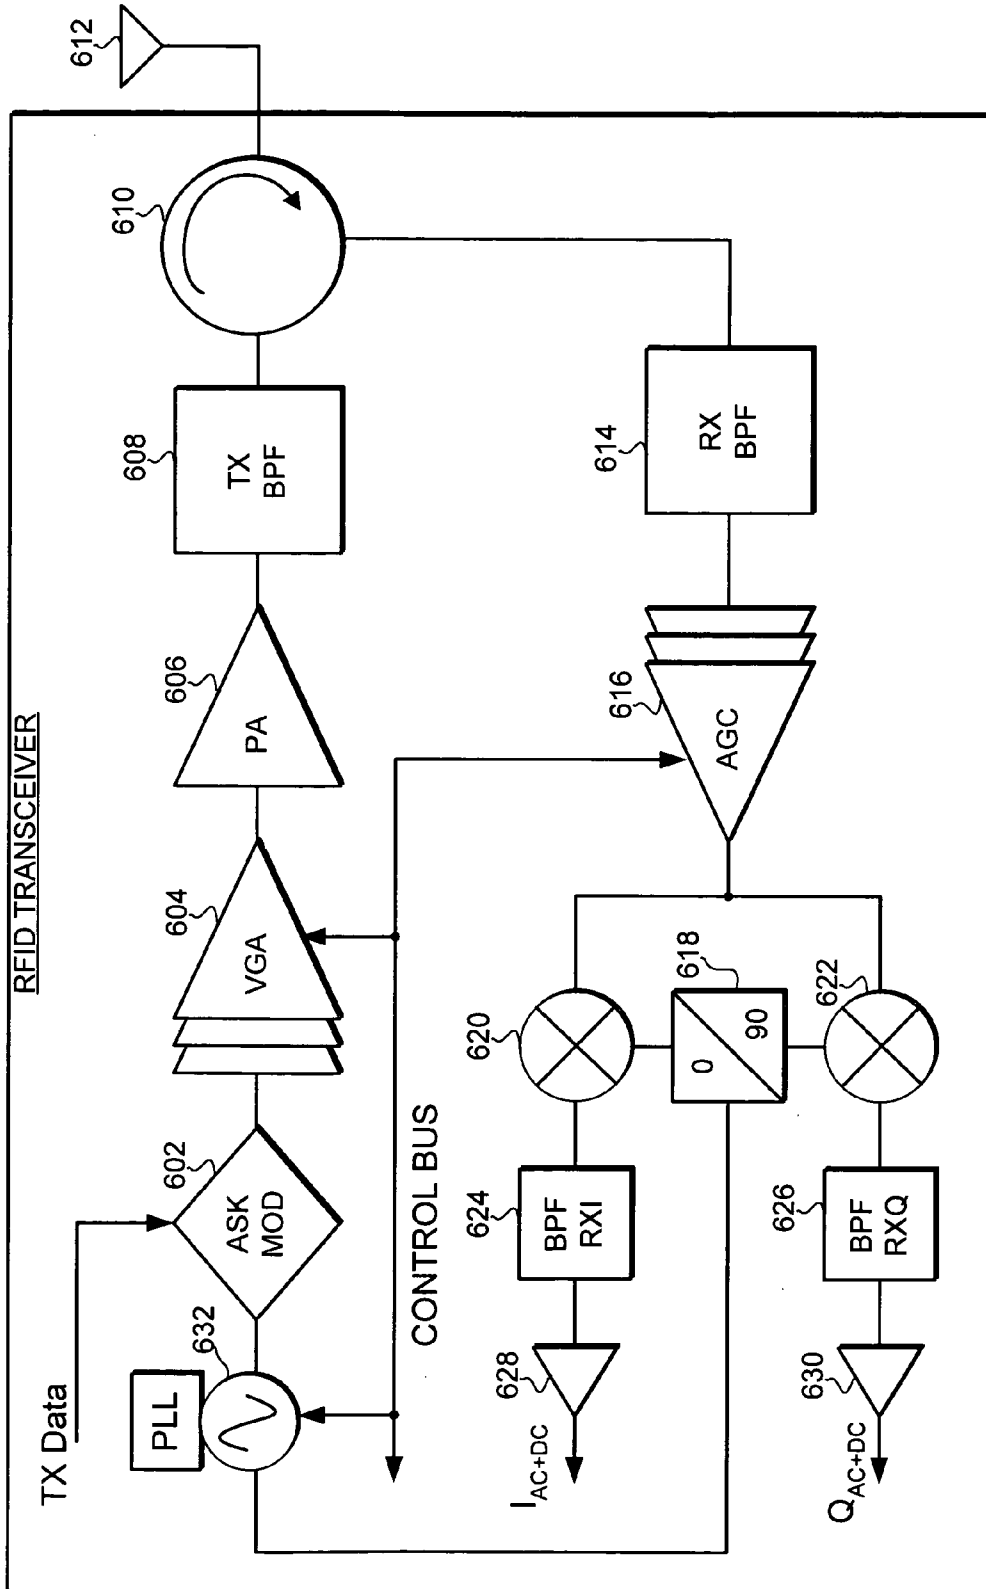 RFID TRANSCEIVER
TX Data
PLL
632
ASK
MOD
602
VGA
604
PA
606
TX
BPF
608
610
612
CONTROL BUS
RX
BPF
614
AGC
616
0
90
618
620
622
BPF
RXI
624
BPF
RXQ
626
628
630
I AC+DC
Q AC+DC